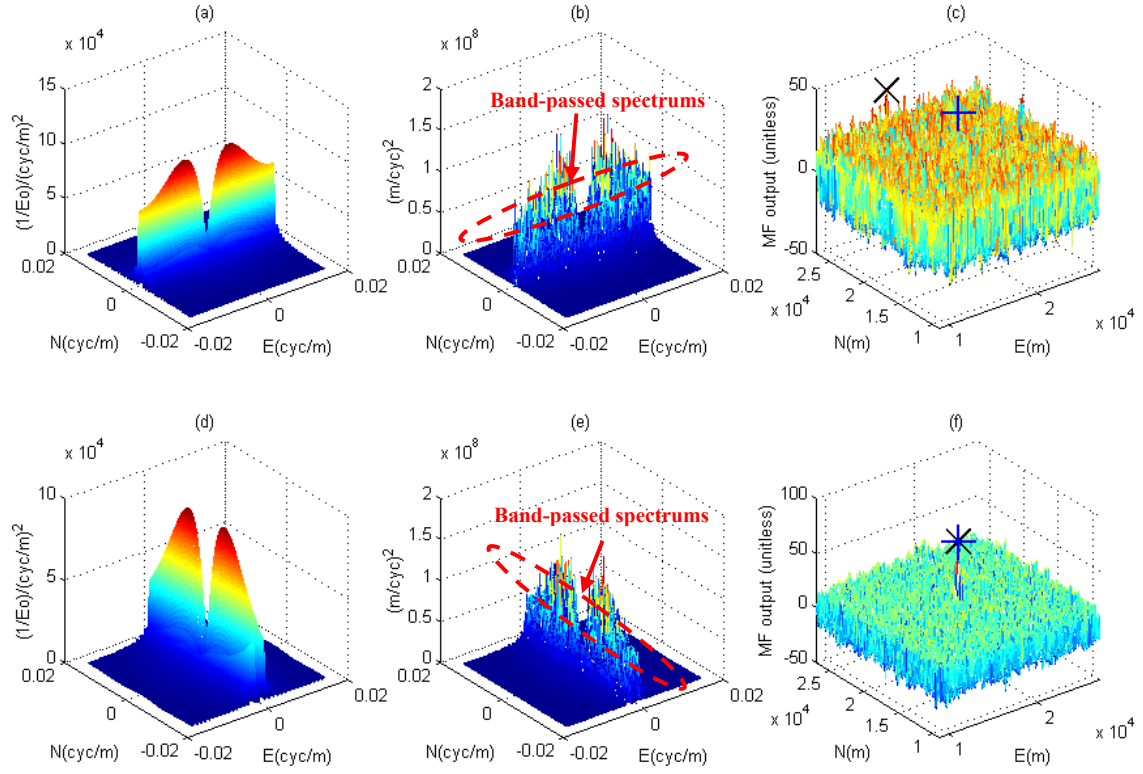 (a)
x 10^4
15
10
5
0
0.02
0
-0.02
-0.02
0
0.02
(1/Eo)/(cyc/m)^2
N(cyc/m)
E(cyc/m)
(b)
x 10^8
2
1.5
1
0.5
0
0.02
0
-0.02
-0.02
0
0.02
(m/cyc)^2
N(cyc/m)
E(cyc/m)
Band-passed spectrums
(c)
50
0
-50
2.5
2
1.5
1
x 10^4
1
2
x 10^4
MF output (unitless)
N(m)
E(m)
(d)
x 10^4
10
5
0
0.02
0
-0.02
-0.02
0
0.02
(1/Eo)/(cyc/m)^2
N(cyc/m)
E(cyc/m)
(e)
x 10^8
2
1.5
1
0.5
0
0.02
0
-0.02
-0.02
0
0.02
(m/cyc)^2
N(cyc/m)
E(cyc/m)
Band-passed spectrums
(f)
100
50
0
-50
2.5
2
1.5
1
x 10^4
1
2
x 10^4
MF output (unitless)
N(m)
E(m)